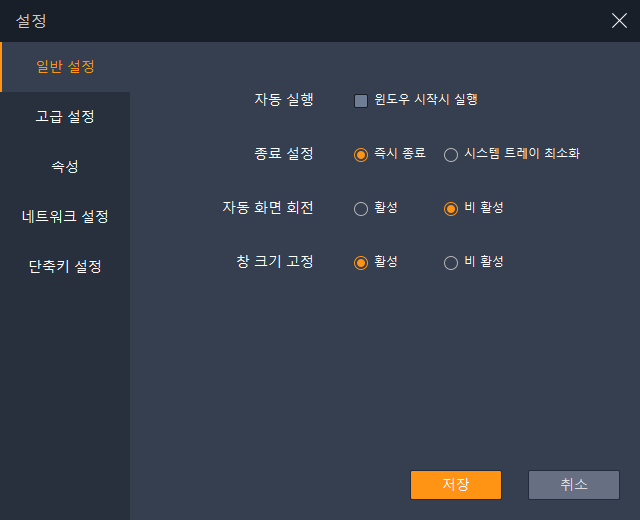 설정
일반 설정
고급 설정
속성
네트워크 설정
단축키 설정
자동 실행 윈도우 시작시 실행
종료 설정 즉시 종료 시스템 트레이 최소화
자동 화면 회전 활성 비 활성
창 크기 고정 활성 비 활성
저장 취소